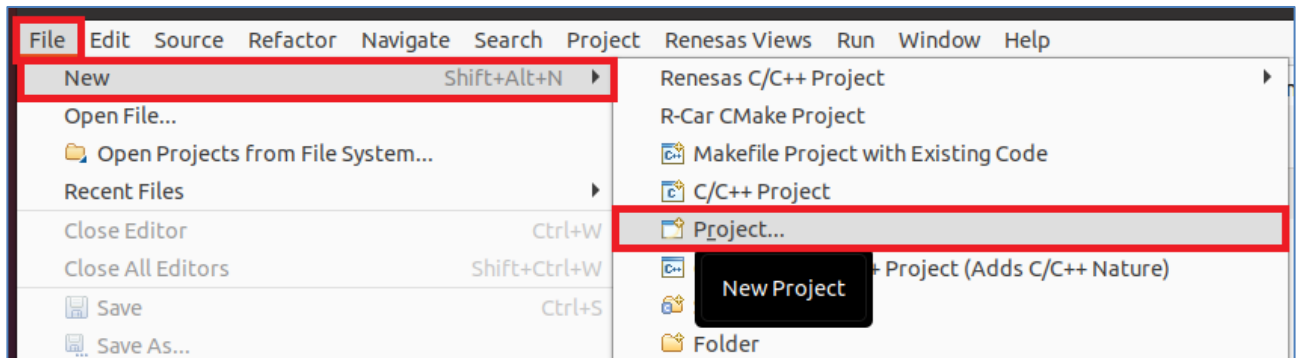 File Edit Source Refactor Navigate Search Project Renesas Views Run Window Help
New Shift+Alt+N
Open File...
Open Projects from File System...
Recent Files
Close Editor Ctrl+W
Close All Editors Shift+Ctrl+W
Save Ctrl+S
Save As...
Renesas C/C++ Project
R-Car CMake Project
Makefile Project with Existing Code
C/C++ Project
Project...
Project (Adds C/C++ Nature)
New Project
Folder